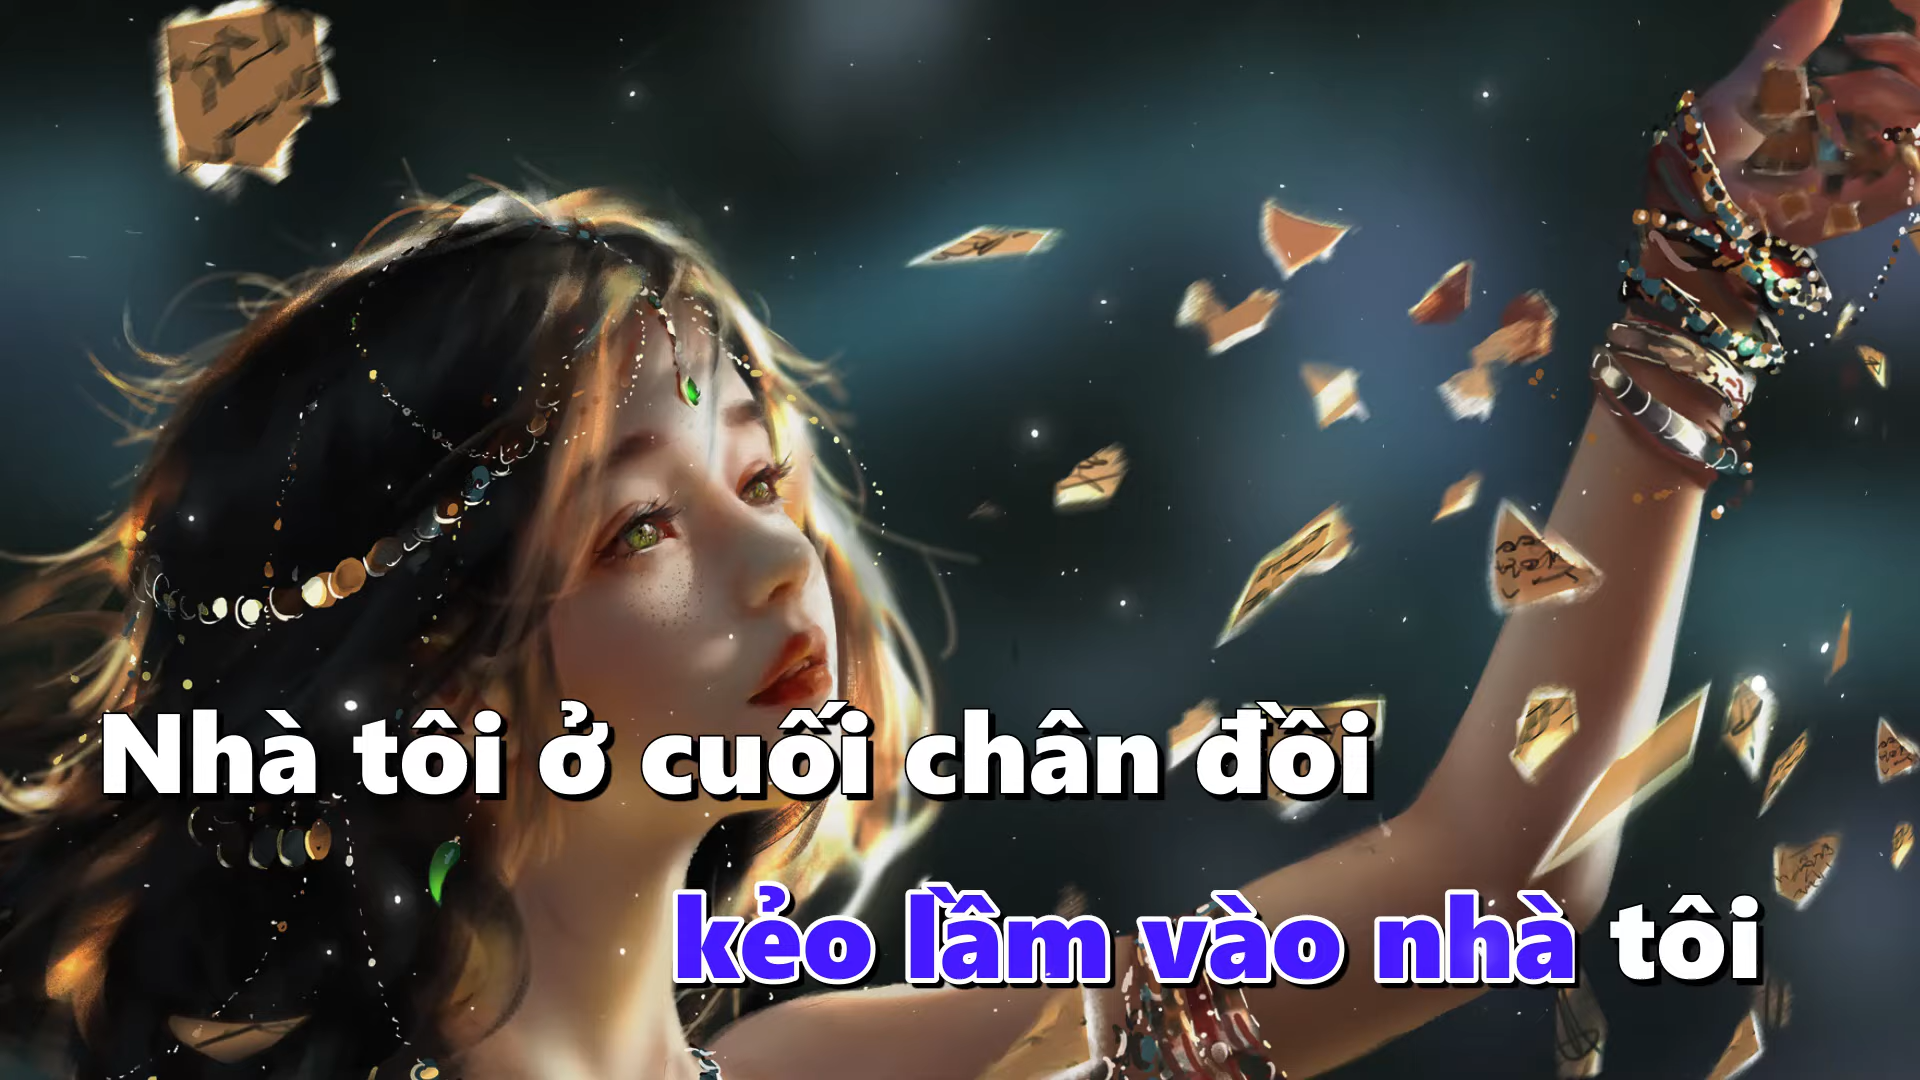 Nhà tôi ở cuối chân đồi
kẻo lầm vào nhà tôi